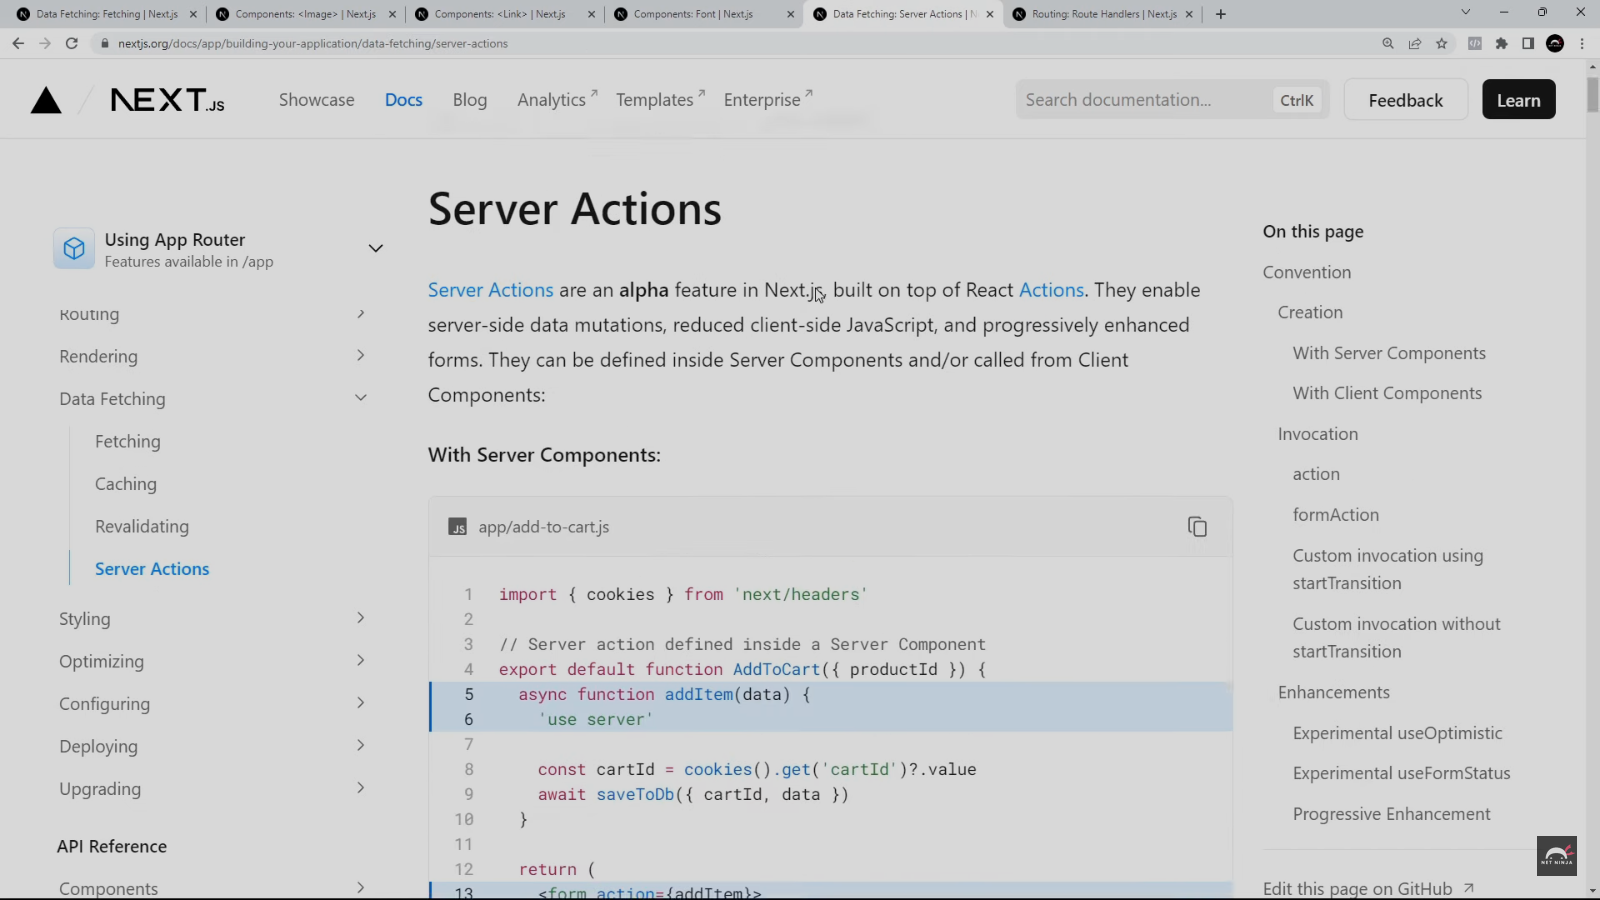 Data Fetching: Fetching | Next.js
Components: <Image> | Next.js
Components: <Link> | Next.js
Components: Font | Next.js
Data Fetching: Server Actions | N
Routing: Route Handlers | Next.js
nextjs.org/docs/app/building-your-application/data-fetching/server-actions
NEXT.JS
Showcase
Docs
Blog
Analytics
Templates
Enterprise
Search documentation...
CtrlK
Feedback
Learn
Using App Router
Features available in /app
Routing
Rendering
Data Fetching
Fetching
Caching
Revalidating
Server Actions
Styling
Optimizing
Configuring
Deploying
Upgrading
API Reference
Components
Server Actions
Server Actions are an alpha feature in Next.js, built on top of React Actions. They enable
server-side data mutations, reduced client-side JavaScript, and progressively enhanced
forms. They can be defined inside Server Components and/or called from Client
Components:
With Server Components:
JS app/add-to-cart.js
1 import { cookies } from 'next/headers'
2
3 // Server action defined inside a Server Component
4 export default function AddToCart({ productId }) {
5 async function addItem(data) {
6 'use server'
7
8 const cartId = cookies().get('cartId')?.value
9 await saveToDb({ cartId, data })
10 }
11
12 return (
13 <form action={addItem}>
On this page
Convention
Creation
With Server Components
With Client Components
Invocation
action
formAction
Custom invocation using
startTransition
Custom invocation without
startTransition
Enhancements
Experimental useOptimistic
Experimental useFormStatus
Progressive Enhancement
Edit this page on GitHub
NET NINJA